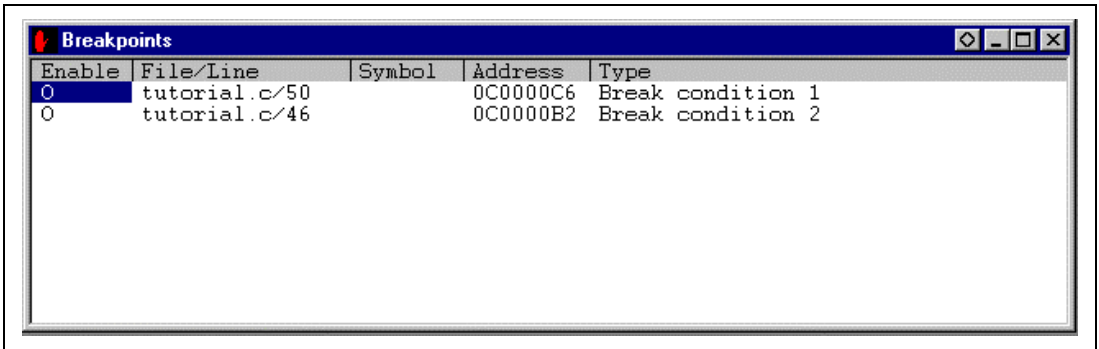 Breakpoints
Enable File/Line Symbol Address Type
O tutorial.c/50 0C0000C6 Break condition 1
O tutorial.c/46 0C0000B2 Break condition 2